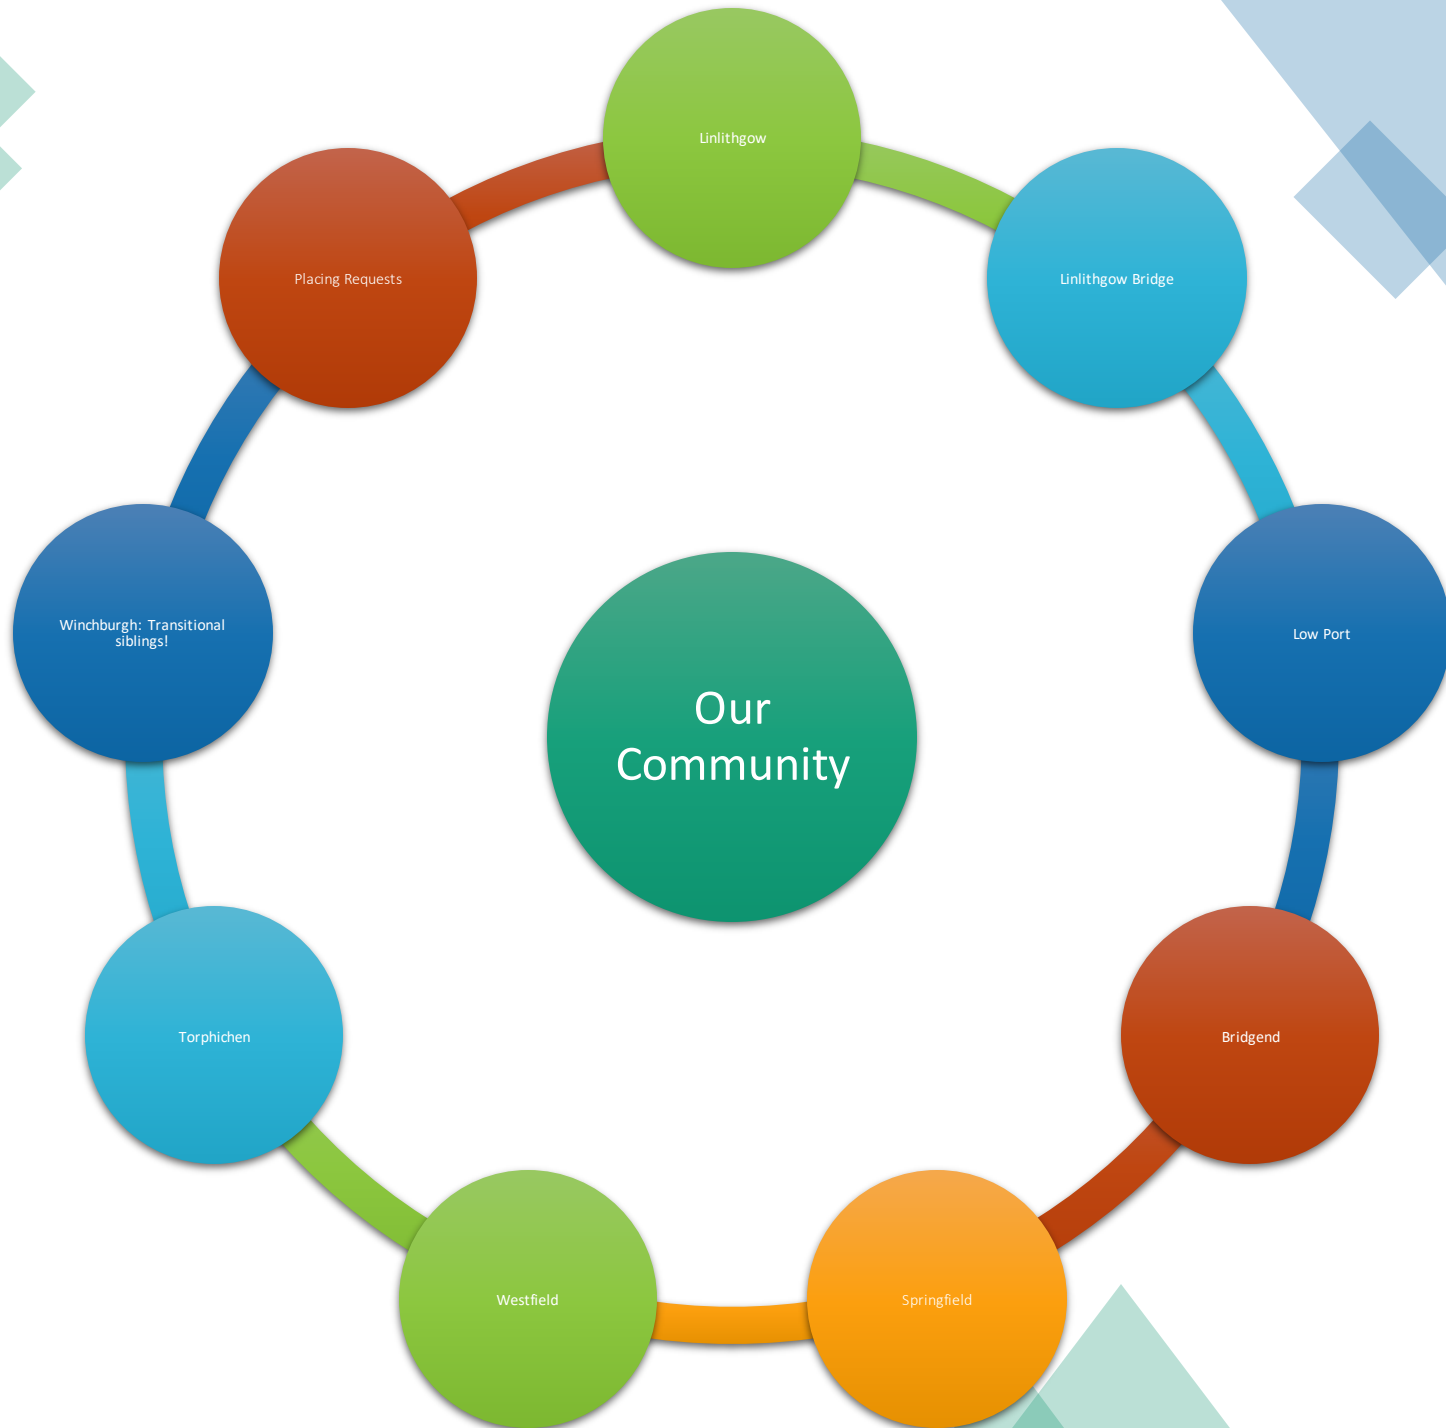 Linlithgow
Linlithgow Bridge
Low Port
Bridgend
Springfield
Westfield
Torphichen
Winchburgh: Transitional
siblings!
Placing Requests
Our
Community